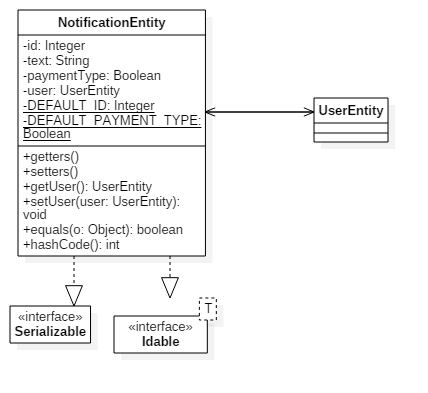 NotificationEntity
-id: Integer
-text: String
-paymentType: Boolean
-user: UserEntity
-DEFAULT_ID: Integer
-DEFAULT_PAYMENT_TYPE:
Boolean
+getters()
+setters()
+getUser(): UserEntity
+setUser(user: UserEntity):
void
+equals(o: Object): boolean
+hashCode(): int
UserEntity
«interface»
Serializable
T
«interface»
Idable